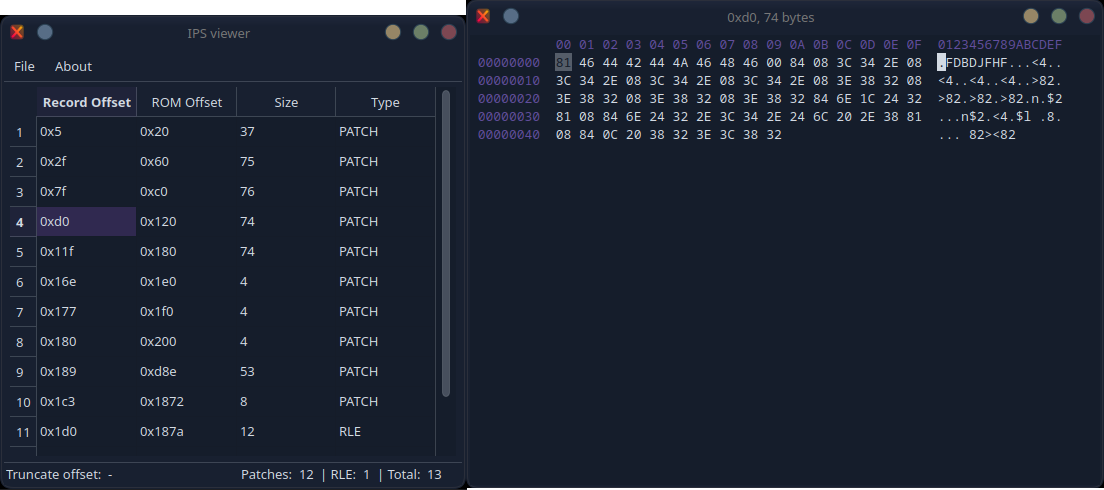 IPS viewer
File About
Record Offset ROM Offset Size Type
1 0x5 0x20 37 PATCH
2 0x2f 0x60 75 PATCH
3 0x7f 0xc0 76 PATCH
4 0xd0 0x120 74 PATCH
5 0x11f 0x180 74 PATCH
6 0x16e 0x1e0 4 PATCH
7 0x177 0x1f0 4 PATCH
8 0x180 0x200 4 PATCH
9 0x189 0xd8e 53 PATCH
10 0x1c3 0x1872 8 PATCH
11 0x1d0 0x187a 12 RLE
Truncate offset: - Patches: 12 | RLE: 1 | Total: 13
0xd0, 74 bytes
00 01 02 03 04 05 06 07 08 09 0A 0B 0C 0D 0E 0F 0123456789ABCDEF
00000000 81 46 44 42 44 4A 46 48 46 00 84 08 3C 34 2E 08 .FDBDJFHF...<4..
00000010 3C 34 2E 08 3C 34 2E 08 3C 34 2E 08 3E 38 32 08 <4..<4..<4..>82.
00000020 3E 38 32 08 3E 38 32 08 3E 38 32 84 6E 1C 24 32 >82.>82.>82.n.$2
00000030 81 08 84 6E 24 32 2E 3C 34 2E 24 6C 20 2E 38 81 ...n$2.<4.$l .8.
00000040 08 84 0C 20 38 32 3E 3C 38 32 ... 82><82